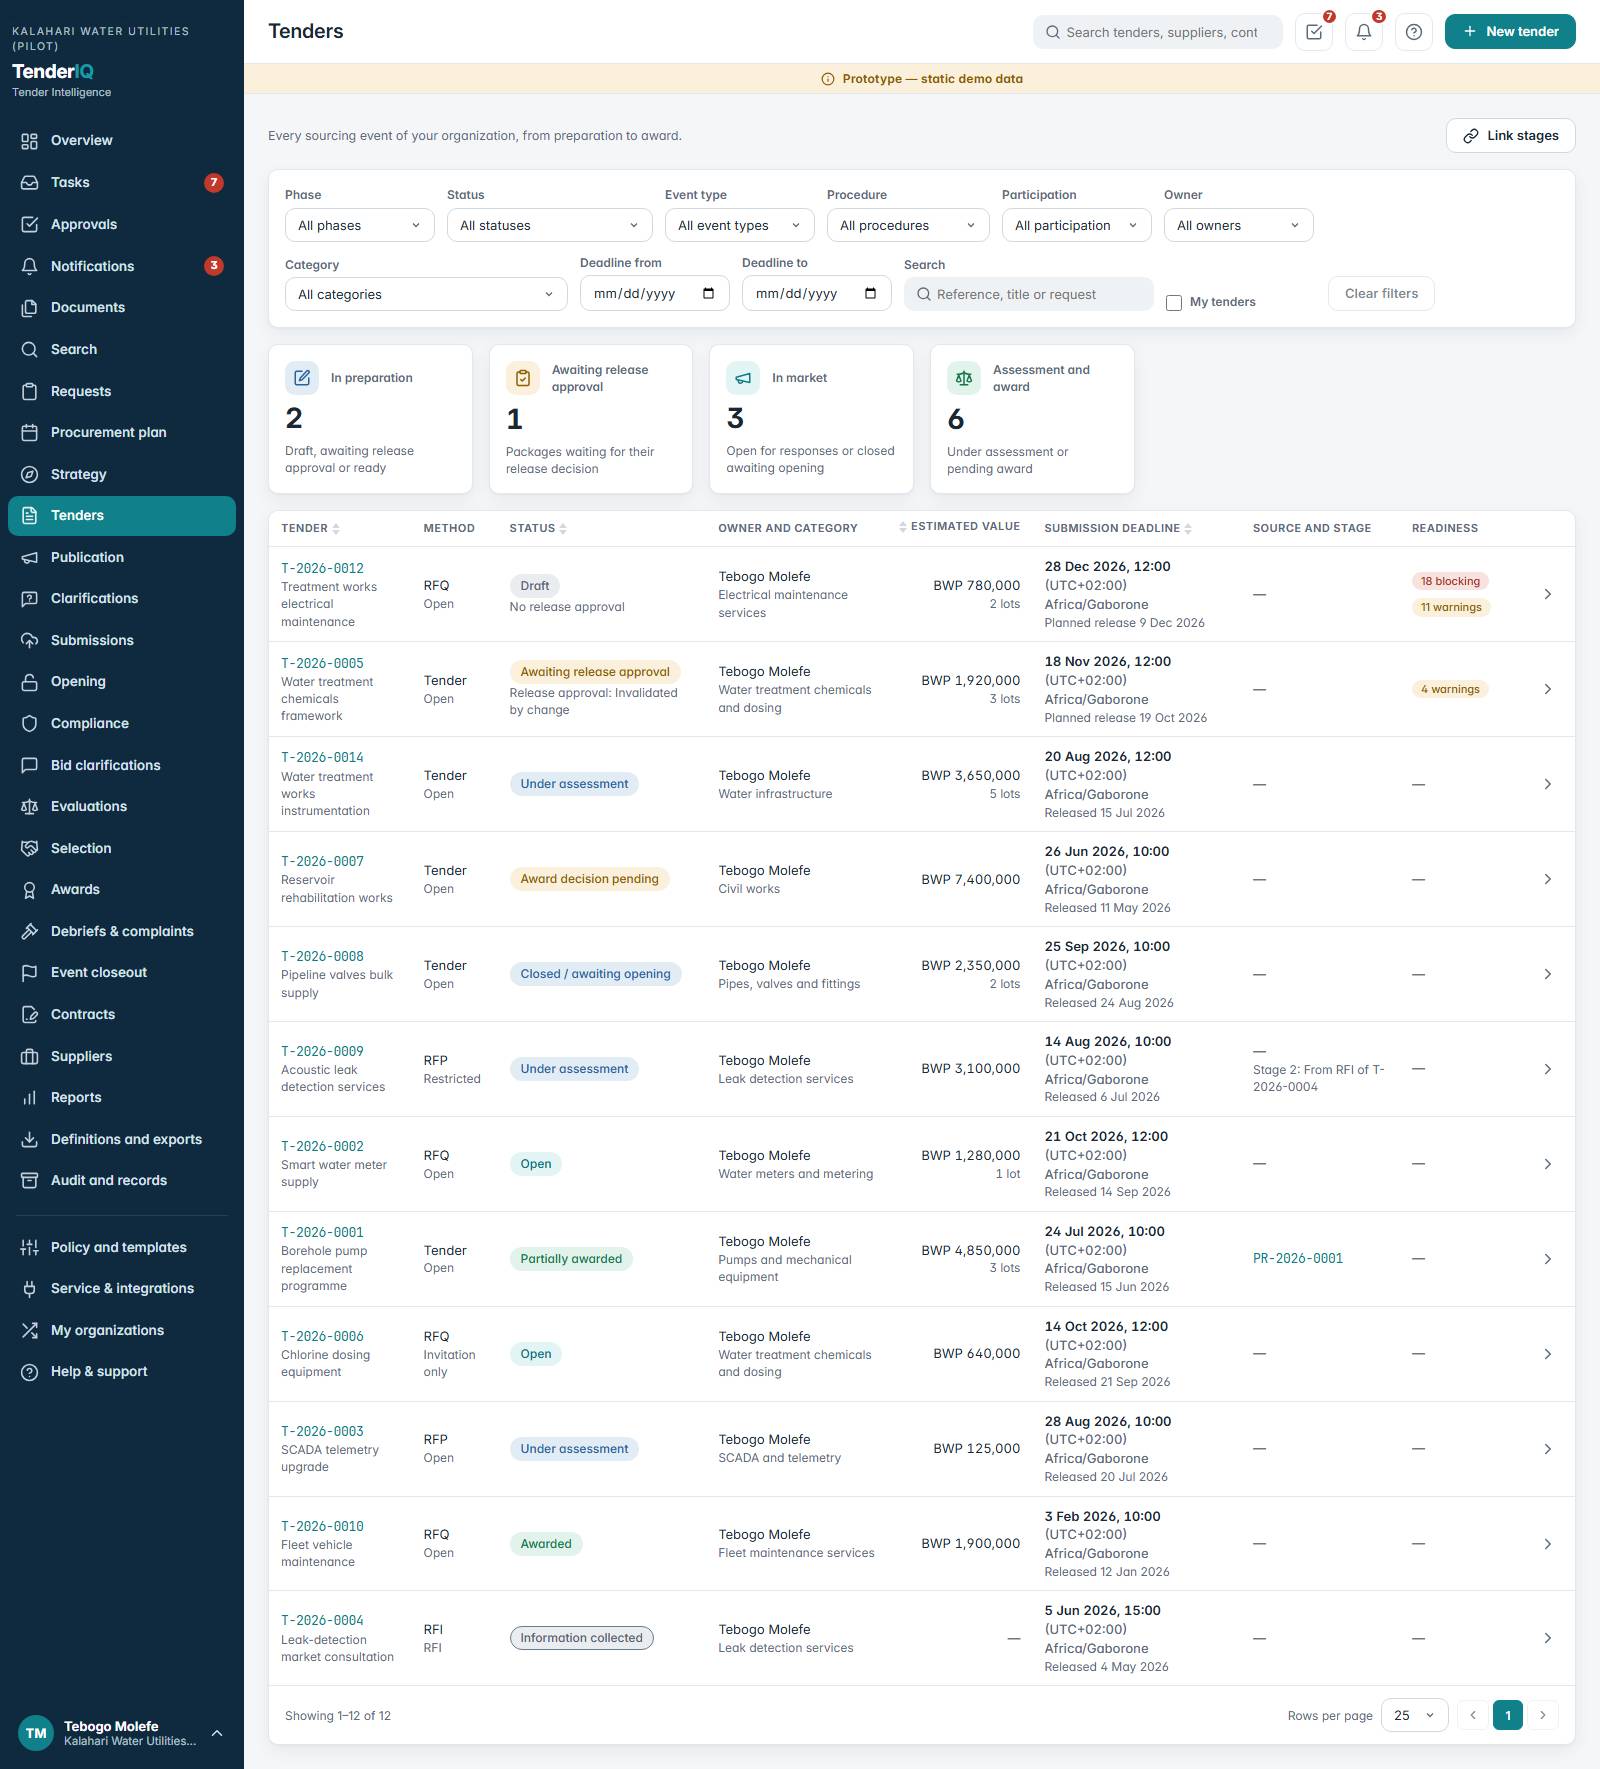 KALAHARI WATER UTILITIES
(PILOT)
TenderIQ
Tender Intelligence
Overview
Tasks 7
Approvals
Notifications 3
Documents
Search
Requests
Procurement plan
Strategy
Tenders
Publication
Clarifications
Submissions
Opening
Compliance
Bid clarifications
Evaluations
Selection
Awards
Debriefs & complaints
Event closeout
Contracts
Suppliers
Reports
Definitions and exports
Audit and records
Policy and templates
Service & integrations
My organizations
Help & support
TM
Tebogo Molefe
Kalahari Water Utilities...
Tenders
Search tenders, suppliers, cont
7
3
New tender
Prototype — static demo data
Every sourcing event of your organization, from preparation to award.
Link stages
Phase Status Event type Procedure Participation Owner
All phases All statuses All event types All procedures All participation All owners
Category Deadline from Deadline to Search
All categories mm/dd/yyyy mm/dd/yyyy Reference, title or request My tenders Clear filters
In preparation
2
Draft, awaiting release
approval or ready
Awaiting release
approval
1
Packages waiting for their
release decision
In market
3
Open for responses or closed
awaiting opening
Assessment and
award
6
Under assessment or
pending award
TENDER METHOD STATUS OWNER AND CATEGORY ESTIMATED VALUE SUBMISSION DEADLINE SOURCE AND STAGE READINESS
T-2026-0012
Treatment works
electrical
maintenance
RFQ
Open
Draft
No release approval
Tebogo Molefe
Electrical maintenance
services
BWP 780,000
2 lots
28 Dec 2026, 12:00
(UTC+02:00)
Africa/Gaborone
Planned release 9 Dec 2026
—
18 blocking
11 warnings
T-2026-0005
Water treatment
chemicals
framework
Tender
Open
Awaiting release approval
Release approval: Invalidated
by change
Tebogo Molefe
Water treatment chemicals
and dosing
BWP 1,920,000
3 lots
18 Nov 2026, 12:00
(UTC+02:00)
Africa/Gaborone
Planned release 19 Oct 2026
—
4 warnings
T-2026-0014
Water treatment
works
instrumentation
Tender
Open
Under assessment
Tebogo Molefe
Water infrastructure
BWP 3,650,000
5 lots
20 Aug 2026, 12:00
(UTC+02:00)
Africa/Gaborone
Released 15 Jul 2026
—
—
T-2026-0007
Reservoir
rehabilitation works
Tender
Open
Award decision pending
Tebogo Molefe
Civil works
BWP 7,400,000
26 Jun 2026, 10:00
(UTC+02:00)
Africa/Gaborone
Released 11 May 2026
—
—
T-2026-0008
Pipeline valves bulk
supply
Tender
Open
Closed / awaiting opening
Tebogo Molefe
Pipes, valves and fittings
BWP 2,350,000
2 lots
25 Sep 2026, 10:00
(UTC+02:00)
Africa/Gaborone
Released 24 Aug 2026
—
—
T-2026-0009
Acoustic leak
detection services
RFP
Restricted
Under assessment
Tebogo Molefe
Leak detection services
BWP 3,100,000
14 Aug 2026, 10:00
(UTC+02:00)
Africa/Gaborone
Released 6 Jul 2026
—
Stage 2: From RFI of T-
2026-0004
—
T-2026-0002
Smart water meter
supply
RFQ
Open
Open
Tebogo Molefe
Water meters and metering
BWP 1,280,000
1 lot
21 Oct 2026, 12:00
(UTC+02:00)
Africa/Gaborone
Released 14 Sep 2026
—
—
T-2026-0001
Borehole pump
replacement
programme
Tender
Open
Partially awarded
Tebogo Molefe
Pumps and mechanical
equipment
BWP 4,850,000
3 lots
24 Jul 2026, 10:00
(UTC+02:00)
Africa/Gaborone
Released 15 Jun 2026
PR-2026-0001
—
T-2026-0006
Chlorine dosing
equipment
RFQ
Invitation
only
Open
Tebogo Molefe
Water treatment chemicals
and dosing
BWP 640,000
14 Oct 2026, 12:00
(UTC+02:00)
Africa/Gaborone
Released 21 Sep 2026
—
—
T-2026-0003
SCADA telemetry
upgrade
RFP
Open
Under assessment
Tebogo Molefe
SCADA and telemetry
BWP 125,000
28 Aug 2026, 10:00
(UTC+02:00)
Africa/Gaborone
Released 20 Jul 2026
—
—
T-2026-0010
Fleet vehicle
maintenance
RFQ
Open
Awarded
Tebogo Molefe
Fleet maintenance services
BWP 1,900,000
3 Feb 2026, 10:00
(UTC+02:00)
Africa/Gaborone
Released 12 Jan 2026
—
—
T-2026-0004
Leak-detection
market consultation
RFI
RFI
Information collected
Tebogo Molefe
Leak detection services
—
5 Jun 2026, 15:00
(UTC+02:00)
Africa/Gaborone
Released 4 May 2026
—
—
Showing 1–12 of 12
Rows per page 25 1